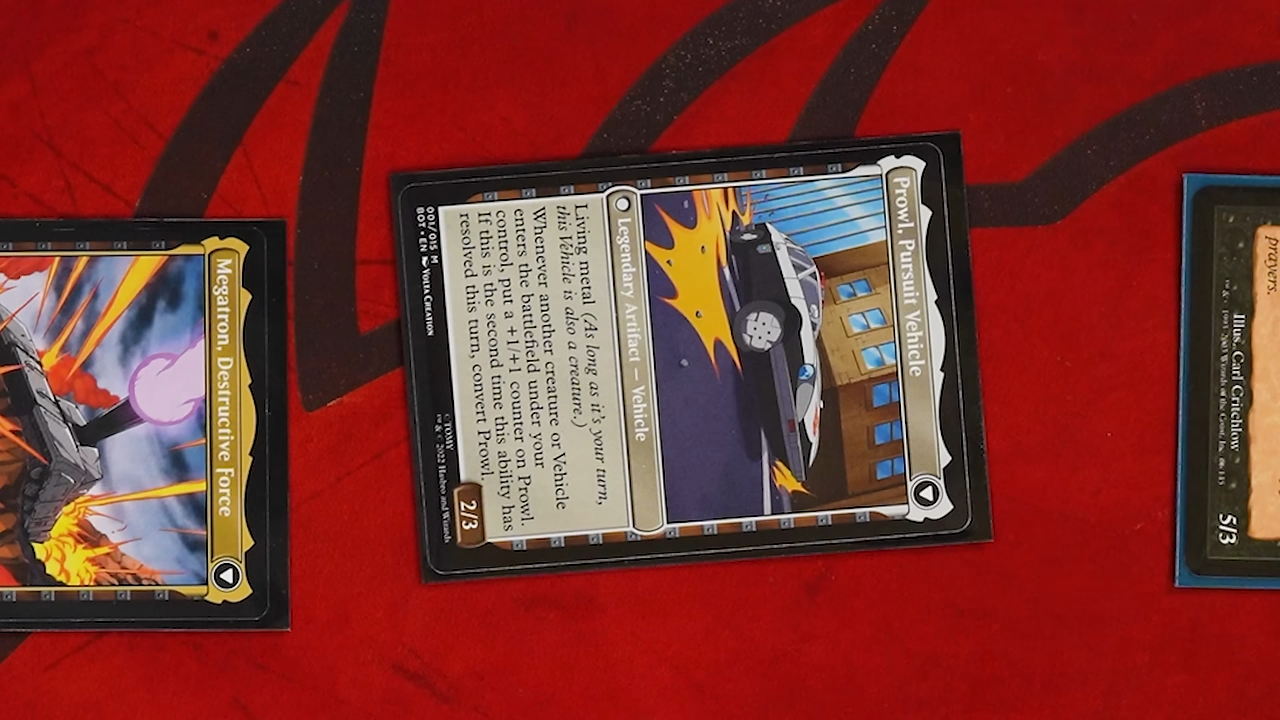 Megatron, Destructive Force
Prowl, Pursuit Vehicle
Legendary Artifact — Vehicle
Living metal (As long as it's your turn,
this Vehicle is also a creature.)
Whenever another creature or Vehicle
enters the battlefield under your
control, put a +1/+1 counter on Prowl.
If this is the second time this ability has
resolved this turn, convert Prowl.
2/3
001/015 M
BOT • EN VOLTA CREATION
© TOMY
™ & © 2022 Hasbro and Wizards
prayers.
Illus. Carl Critchlow
5/3